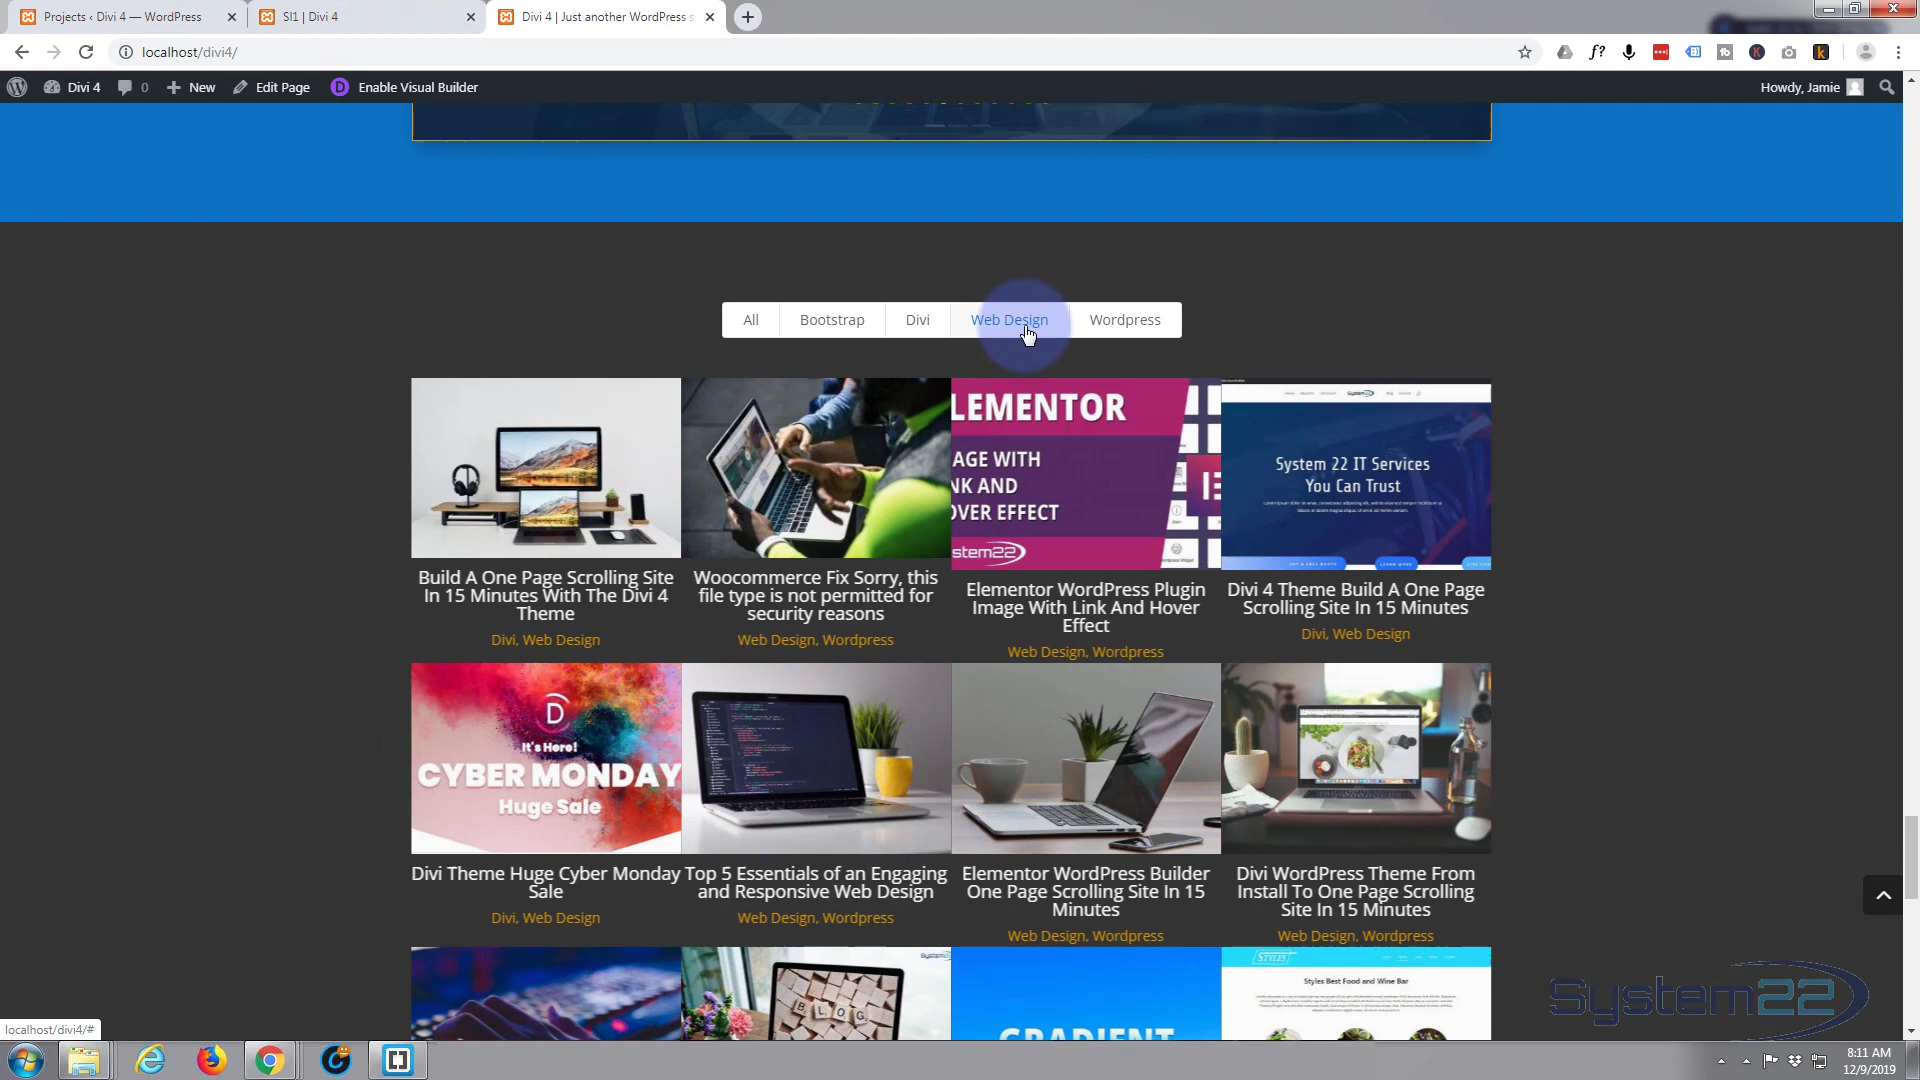 Projects ‹ Divi 4 — WordPress
SI1 | Divi 4
Divi 4 | Just another WordPress s
localhost/divi4/
f?
Divi 4
0
New
Edit Page
D
Enable Visual Builder
Howdy, Jamie
All
Bootstrap
Divi
Web Design
Wordpress
LEMENTOR
AGE WITH
NK AND
OVER EFFECT
stem22
System22
System 22 IT Services
You Can Trust
Build A One Page Scrolling Site
In 15 Minutes With The Divi 4
Theme
Divi, Web Design
Woocommerce Fix Sorry, this
file type is not permitted for
security reasons
Web Design, Wordpress
Elementor WordPress Plugin
Image With Link And Hover
Effect
Web Design, Wordpress
Divi 4 Theme Build A One Page
Scrolling Site In 15 Minutes
Divi, Web Design
D
It's Here!
CYBER MONDAY
Huge Sale
Divi Theme Huge Cyber Monday
Sale
Divi, Web Design
Top 5 Essentials of an Engaging
and Responsive Web Design
Web Design, Wordpress
Elementor WordPress Builder
One Page Scrolling Site In 15
Minutes
Web Design, Wordpress
Divi WordPress Theme From
Install To One Page Scrolling
Site In 15 Minutes
Web Design, Wordpress
BLOG
GRADIENT
STYLES
Styles Best Food and Wine Bar
System22
localhost/divi4/#
8:11 AM
12/9/2019